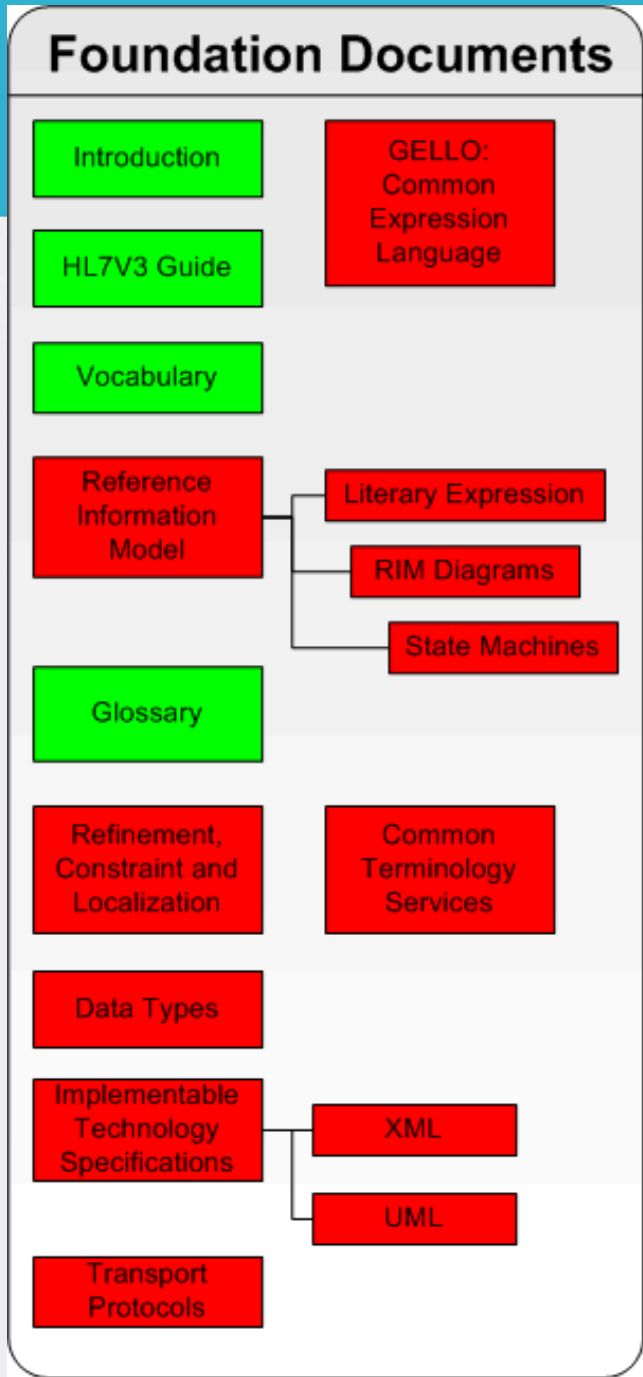 Foundation Documents
Introduction
GELLO:
Common
Expression
Language
HL7V3 Guide
Vocabulary
Reference
Information
Model
Literary Expression
RIM Diagrams
State Machines
Glossary
Refinement,
Constraint and
Localization
Common
Terminology
Services
Data Types
Implementable
Technology
Specifications
XML
UML
Transport
Protocols